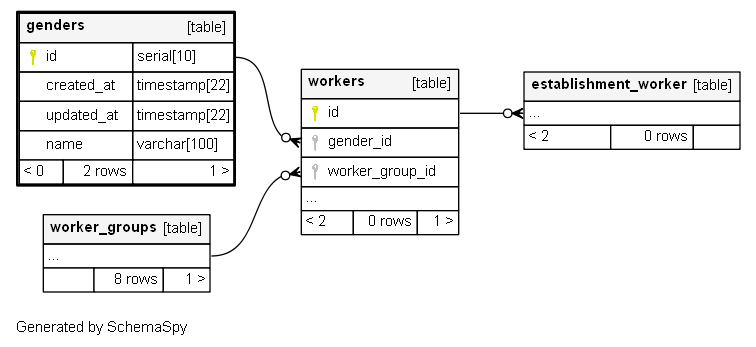 genders [table]
id serial[10]
created_at timestamp[22]
updated_at timestamp[22]
name varchar[100]
< 0 2 rows 1 >
workers [table]
id
gender_id
worker_group_id
...
< 2 0 rows 1 >
establishment_worker [table]
...
< 2 0 rows
worker_groups [table]
...
8 rows 1 >
Generated by SchemaSpy